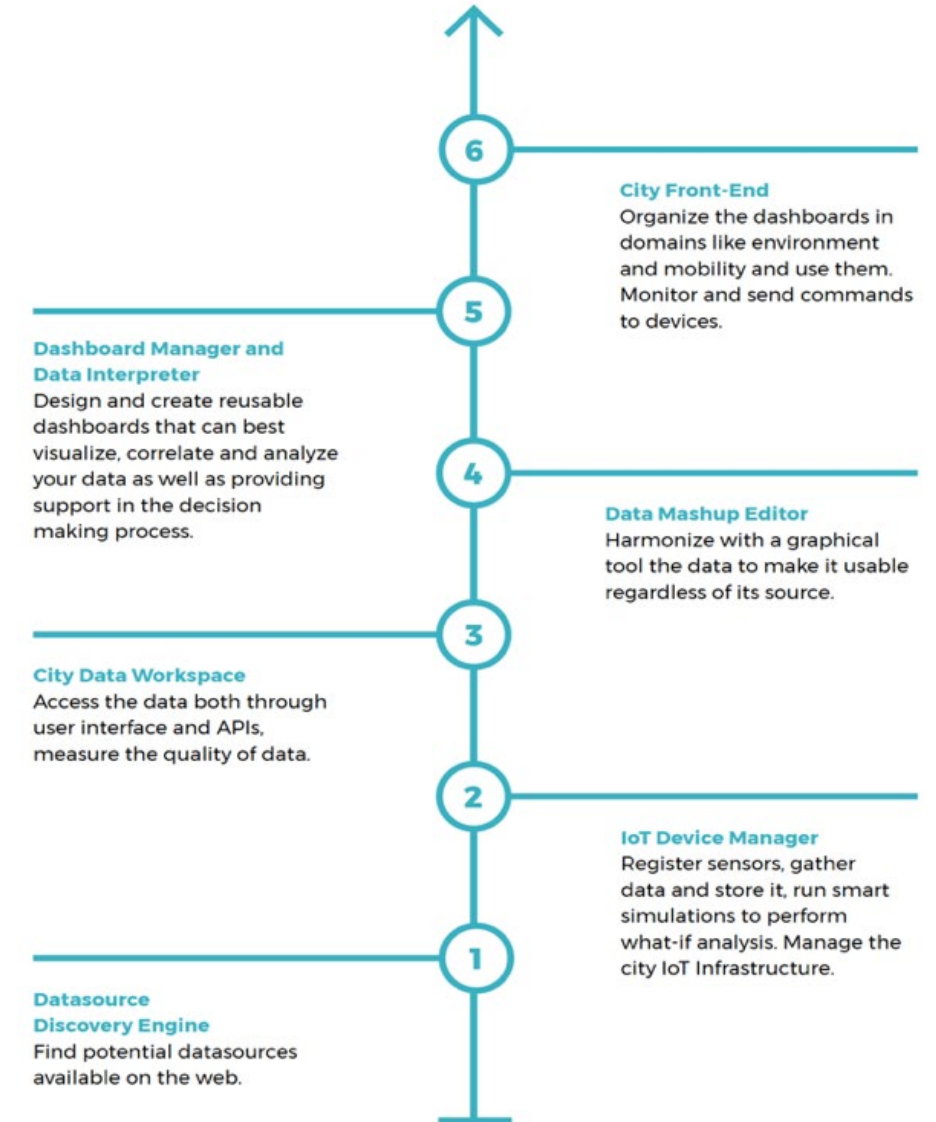 6
City Front-End
Organize the dashboards in
domains like environment
and mobility and use them.
Monitor and send commands
to devices.
5
Dashboard Manager and
Data Interpreter
Design and create reusable
dashboards that can best
visualize, correlate and analyze
your data as well as providing
support in the decision
making process.
4
Data Mashup Editor
Harmonize with a graphical
tool the data to make it usable
regardless of its source.
3
City Data Workspace
Access the data both through
user interface and APIs,
measure the quality of data.
2
IoT Device Manager
Register sensors, gather
data and store it, run smart
simulations to perform
what-if analysis. Manage the
city IoT Infrastructure.
1
Datasource
Discovery Engine
Find potential datasources
available on the web.